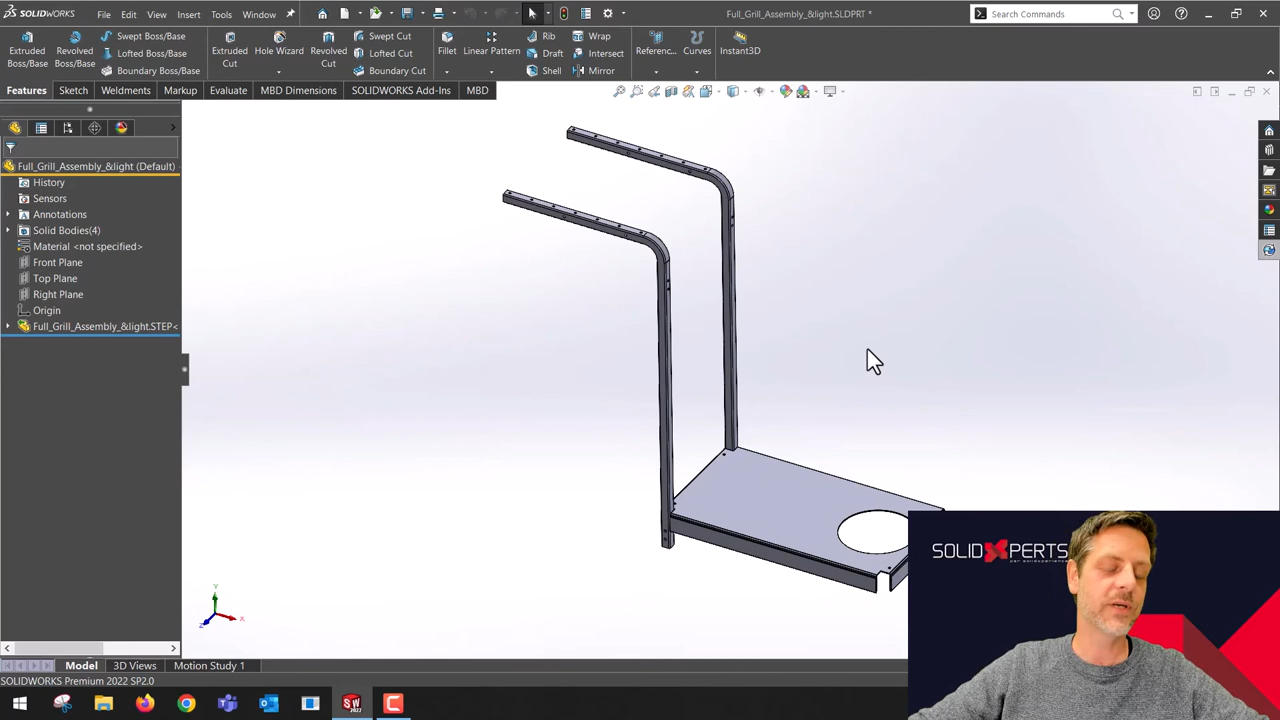 SOLIDWORKS File Edit View Insert Tools Window Full_Grill_Assembly_&light.SLDPRT * Search Commands
Extruded Boss/Base
Revolved Boss/Base
Swept Boss/Base
Lofted Boss/Base
Boundary Boss/Base
Extruded Cut
Hole Wizard
Revolved Cut
Swept Cut
Lofted Cut
Boundary Cut
Fillet
Linear Pattern
Rib
Draft
Shell
Wrap
Intersect
Mirror
Referenc...
Curves
Instant3D
Features Sketch Weldments Markup Evaluate MBD Dimensions SOLIDWORKS Add-Ins MBD
Full_Grill_Assembly_&light (Default)
History
Sensors
Annotations
Solid Bodies(4)
Material <not specified>
Front Plane
Top Plane
Right Plane
Origin
Full_Grill_Assembly_&light.STEP<
Y
X
Z
SOLIDXPERTS
par solidxperience
Model 3D Views Motion Study 1
SOLIDWORKS Premium 2022 SP2.0
SW
2022